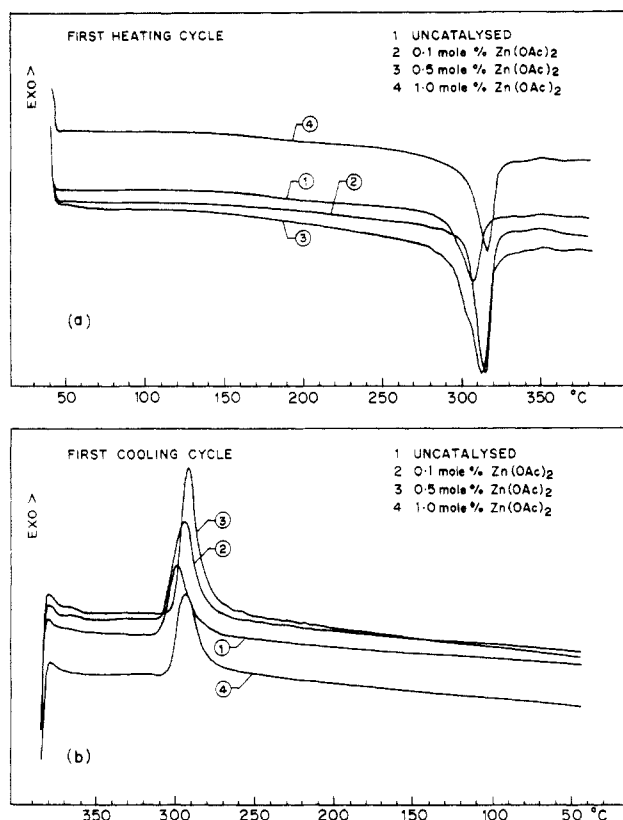 FIRST HEATING CYCLE
1 UNCATALYSED
2 0·1 mole % Zn(OAc)2
3 0·5 mole % Zn(OAc)2
4 1·0 mole % Zn(OAc)2
EXO >
4
1
2
3
(a)
50 100 150 200 250 300 350 °C
FIRST COOLING CYCLE
1 UNCATALYSED
2 0·1 mole % Zn(OAc)2
3 0·5 mole % Zn(OAc)2
4 1·0 mole % Zn(OAc)2
EXO >
3
2
1
4
(b)
350 300 250 200 150 100 50 °C